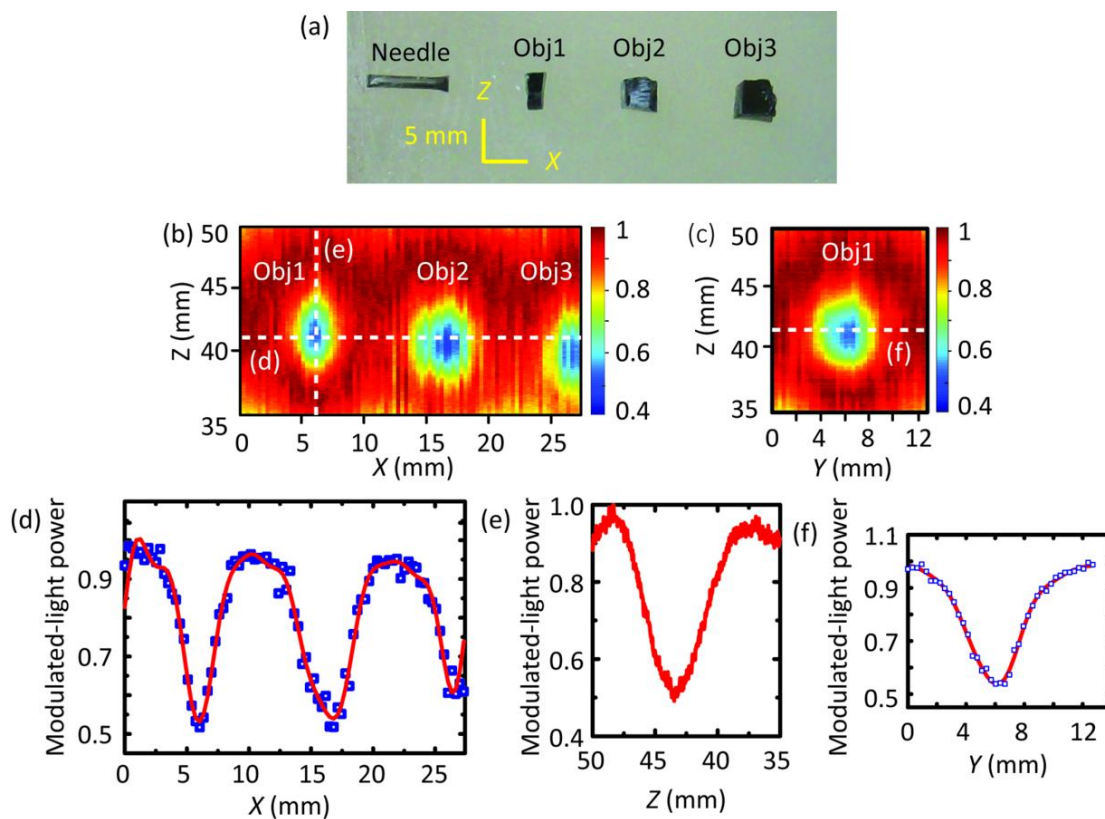 (a)
Needle Obj1 Obj2 Obj3
Z
5 mm
X
(b)
50
45
40
35
Z (mm)
Obj1 Obj2 Obj3
(e)
(d)
0 5 10 15 20 25
X (mm)
1
0.8
0.6
0.4
(c)
50
45
40
35
Z (mm)
Obj1
(f)
0 4 8 12
Y (mm)
1
0.8
0.6
0.4
(d)
Modulated-light power
0.9
0.7
0.5
0 5 10 15 20 25
X (mm)
(e)
Modulated-light power
1.0
0.8
0.6
0.4
50 45 40 35
Z (mm)
(f)
Modulated-light power
1.1
0.9
0.7
0.5
0 4 8 12
Y (mm)